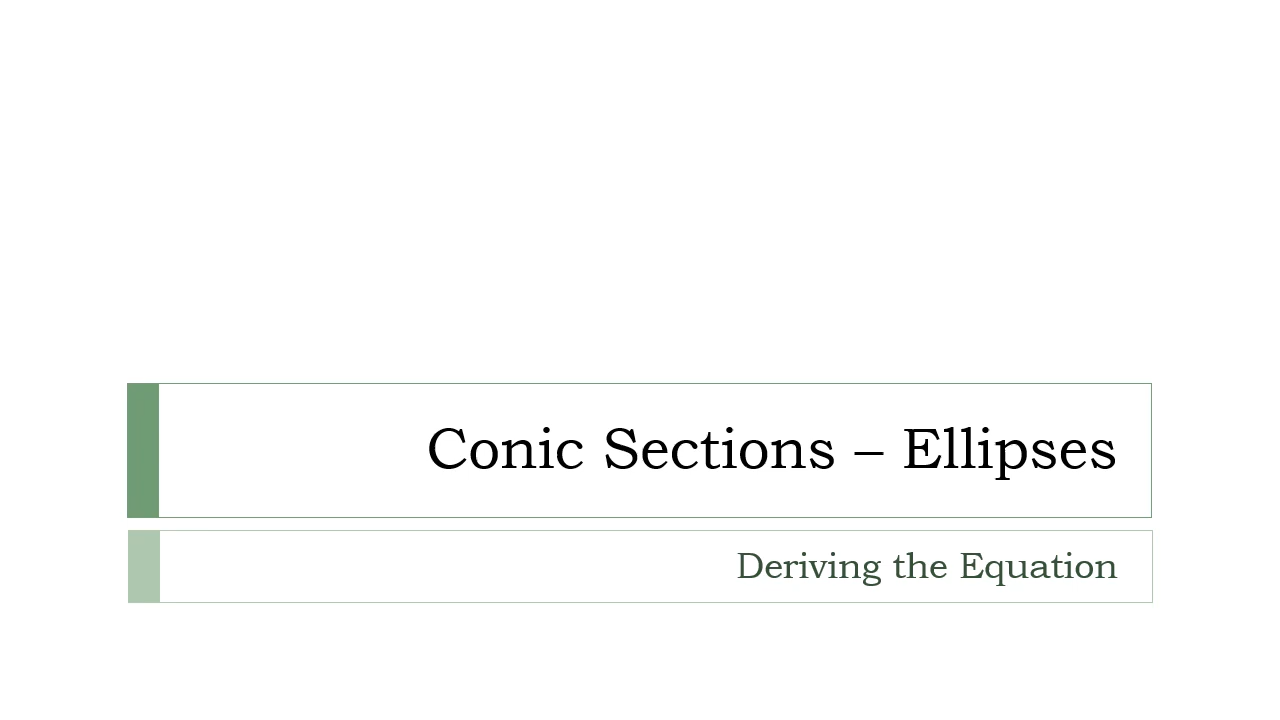 Conic Sections – Ellipses
Deriving the Equation